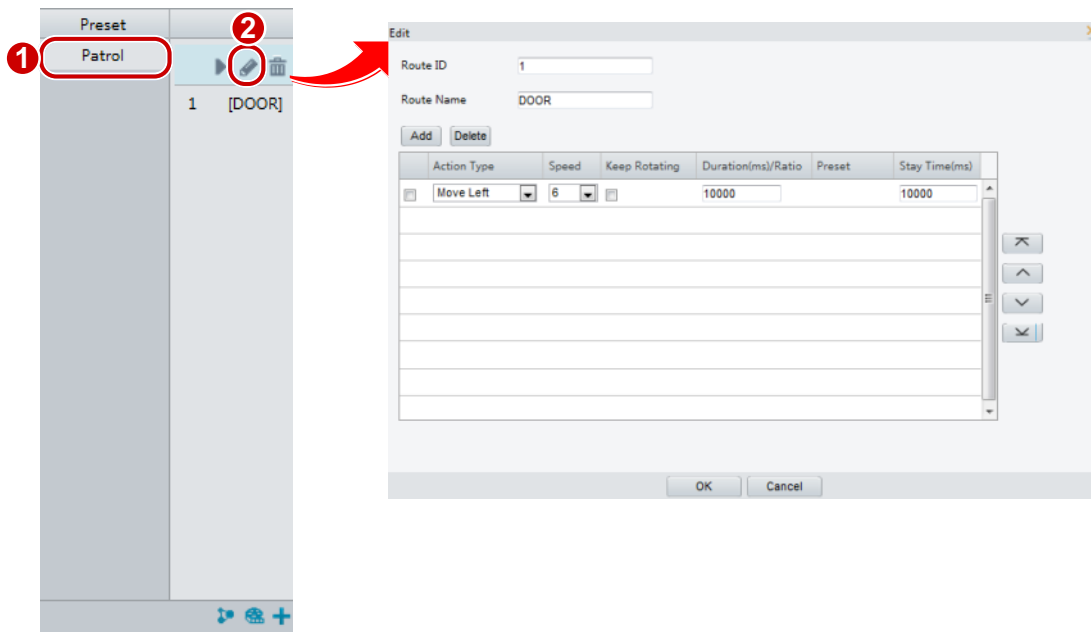 Preset
2
1
Patrol
1 [DOOR]
Edit
Route ID 1
Route Name DOOR
Add Delete
Action Type Speed Keep Rotating Duration(ms)/Ratio Preset Stay Time(ms)
Move Left 6 10000 10000
OK Cancel